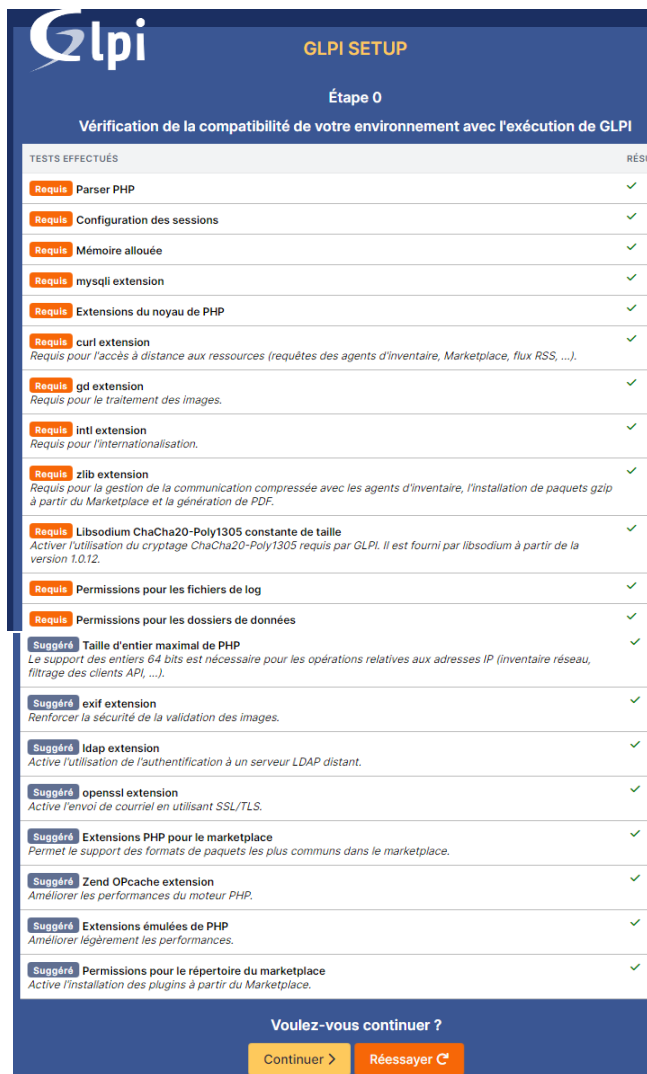 Glpi
GLPI SETUP
Étape 0
Vérification de la compatibilité de votre environnement avec l'exécution de GLPI
TESTS EFFECTUÉS RÉSU
Requis Parser PHP
Requis Configuration des sessions
Requis Mémoire allouée
Requis mysqli extension
Requis Extensions du noyau de PHP
Requis curl extension
Requis pour l'accès à distance aux ressources (requêtes des agents d'inventaire, Marketplace, flux RSS, ...).
Requis gd extension
Requis pour le traitement des images.
Requis intl extension
Requis pour l'internationalisation.
Requis zlib extension
Requis pour la gestion de la communication compressée avec les agents d'inventaire, l'installation de paquets gzip
à partir du Marketplace et la génération de PDF.
Requis Libsodium ChaCha20-Poly1305 constante de taille
Activer l'utilisation du cryptage ChaCha20-Poly1305 requis par GLPI. Il est fourni par libsodium à partir de la
version 1.0.12.
Requis Permissions pour les fichiers de log
Requis Permissions pour les dossiers de données
Suggéré Taille d'entier maximal de PHP
Le support des entiers 64 bits est nécessaire pour les opérations relatives aux adresses IP (inventaire réseau,
filtrage des clients API, ...).
Suggéré exif extension
Renforcer la sécurité de la validation des images.
Suggéré ldap extension
Active l'utilisation de l'authentification à un serveur LDAP distant.
Suggéré openssl extension
Active l'envoi de courriel en utilisant SSL/TLS.
Suggéré Extensions PHP pour le marketplace
Permet le support des formats de paquets les plus communs dans le marketplace.
Suggéré Zend OPcache extension
Améliorer les performances du moteur PHP.
Suggéré Extensions émulées de PHP
Améliorer légèrement les performances.
Suggéré Permissions pour le répertoire du marketplace
Active l'installation des plugins à partir du Marketplace.
Voulez-vous continuer ?
Continuer Réessayer